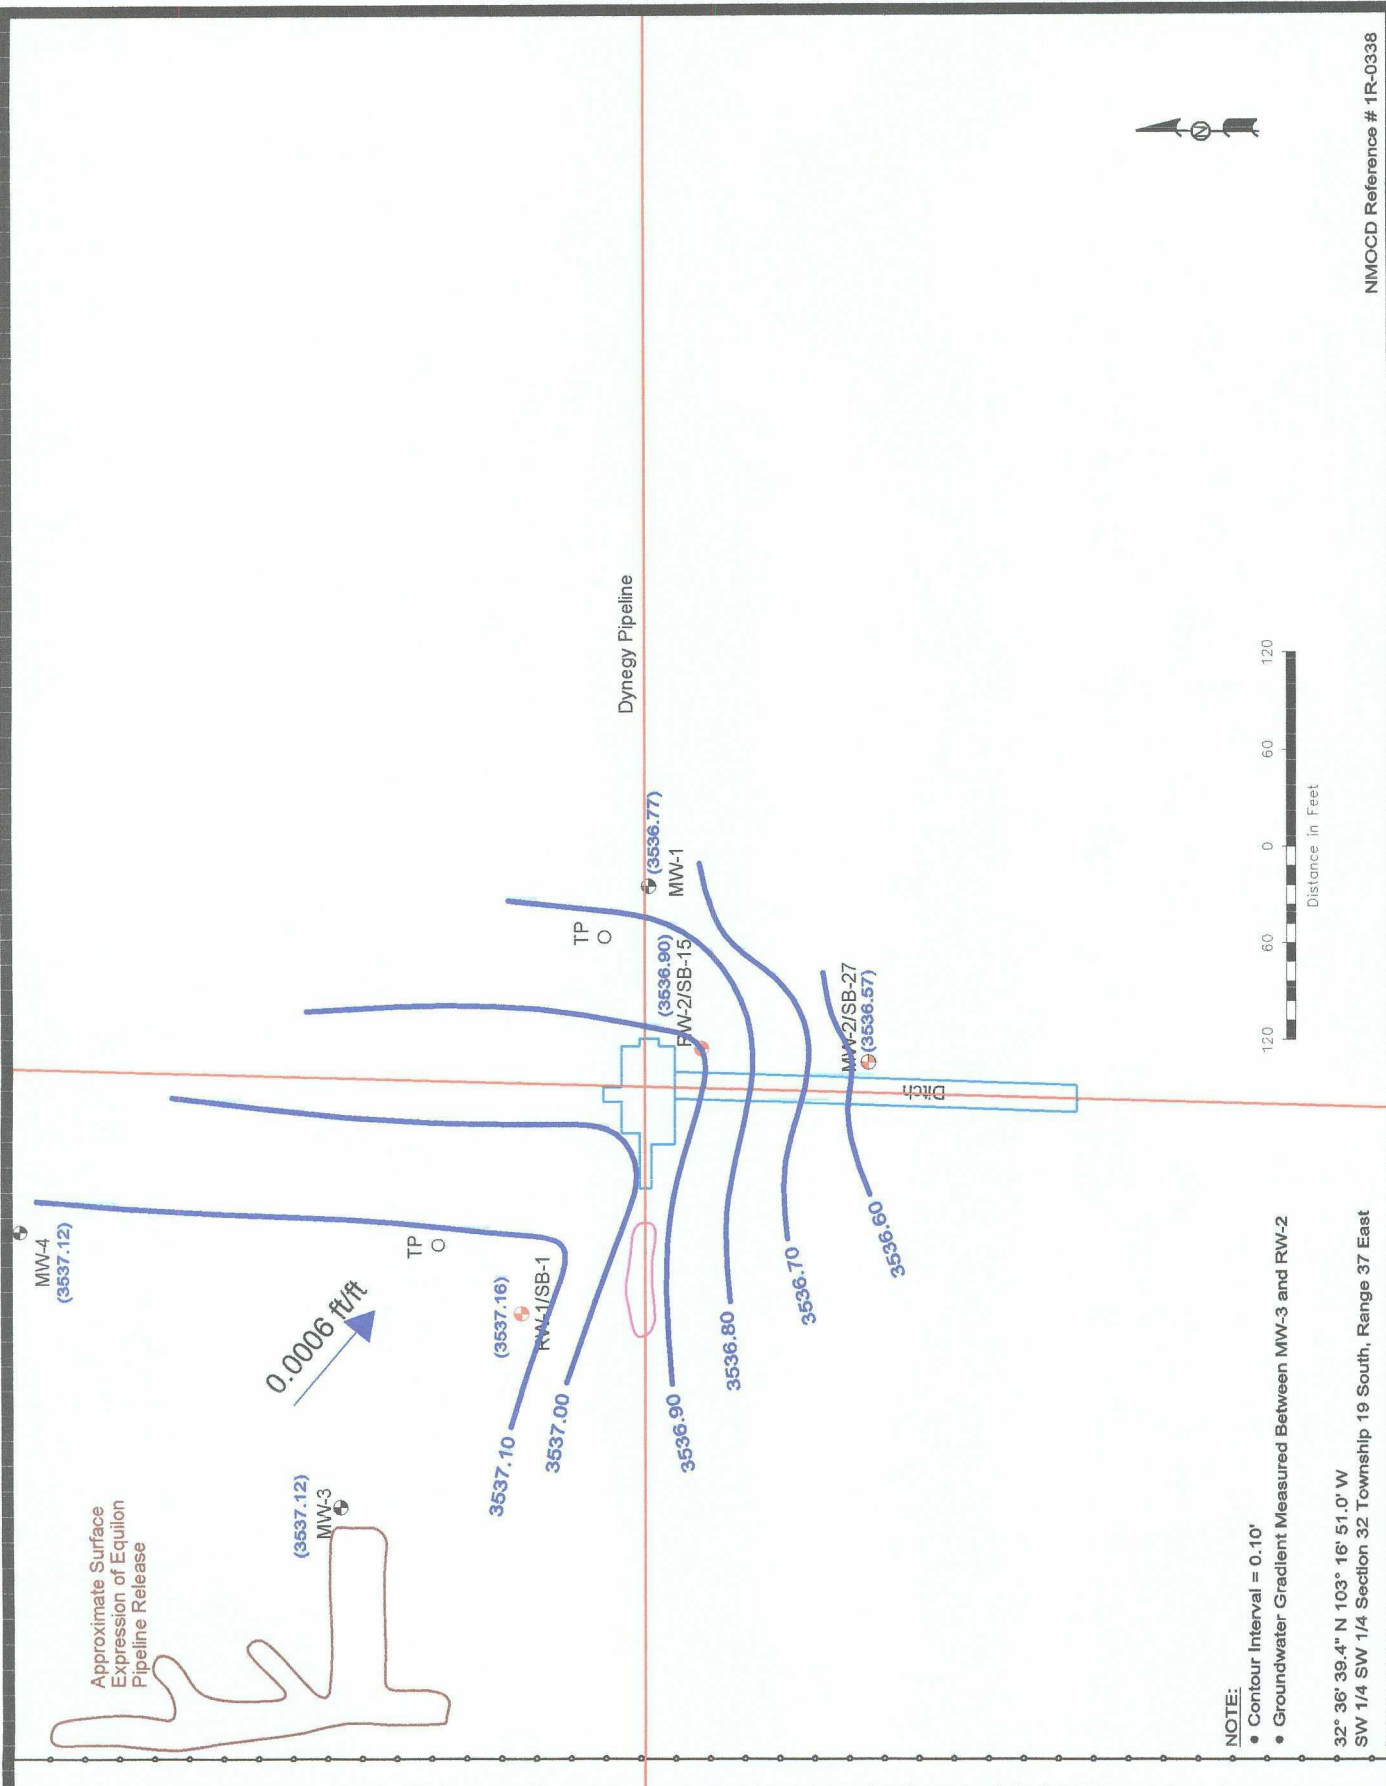 Approximate Surface
Expression of Equilon
Pipeline Release
MW-4
(3537.12)
(3537.12)
MW-3
0.0006 ft/ft
TP
(3537.16)
RW-1/SB-1
3537.10
3537.00
3536.90
3536.80
3536.70
3536.60
TP
Dynegy Pipeline
(3536.77)
MW-1
(3536.90)
RW-2/SB-15
MW-2/SB-27
(3536.57)
Ditch
N
120
60
0
60
120
Distance in Feet
NOTE:
• Contour Interval = 0.10'
• Groundwater Gradient Measured Between MW-3 and RW-2
32° 36' 39.4" N 103° 16' 51.0' W
SW 1/4 SW 1/4 Section 32 Township 19 South, Range 37 East
NMOCD Reference # 1R-0338